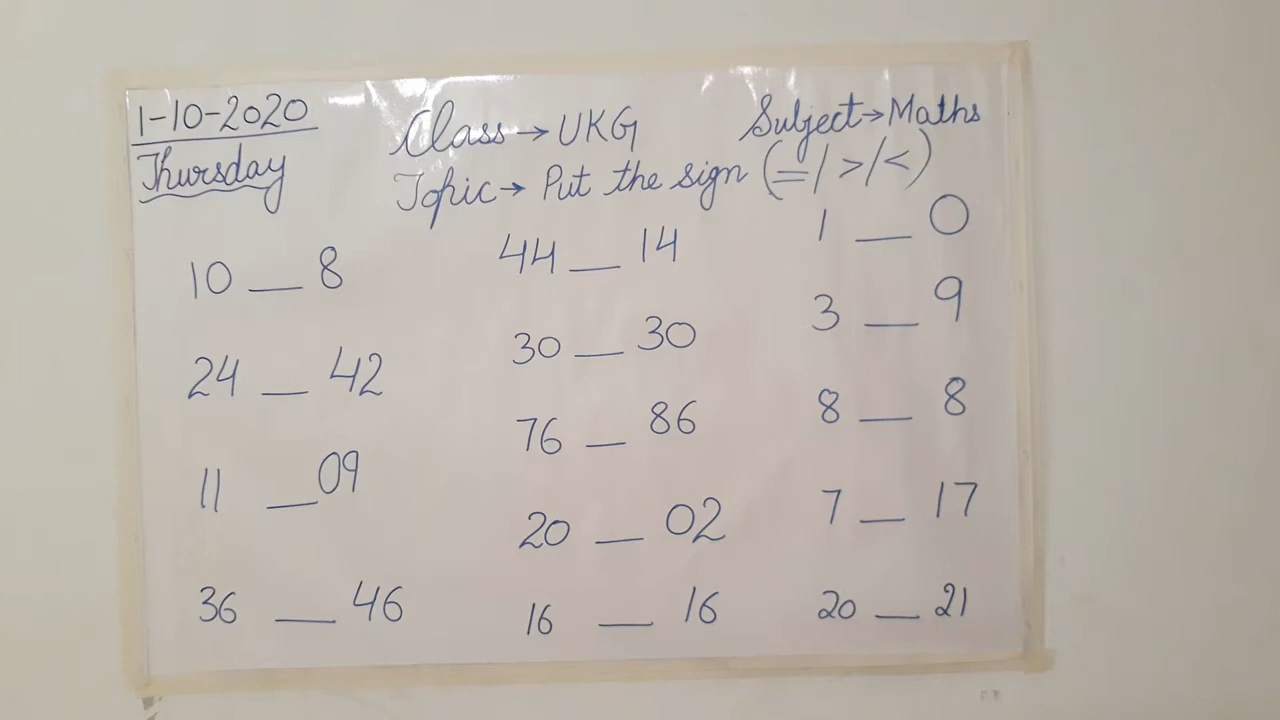 1-10-2020
Thursday
Class → UKG
Subject → Maths
Topic → Put the sign (=/>/<)
10 __ 8
24 __ 42
11 __ 09
36 __ 46
44 __ 14
30 __ 30
76 __ 86
20 __ 02
16 __ 16
1 __ 0
3 __ 9
8 __ 8
7 __ 17
20 __ 21